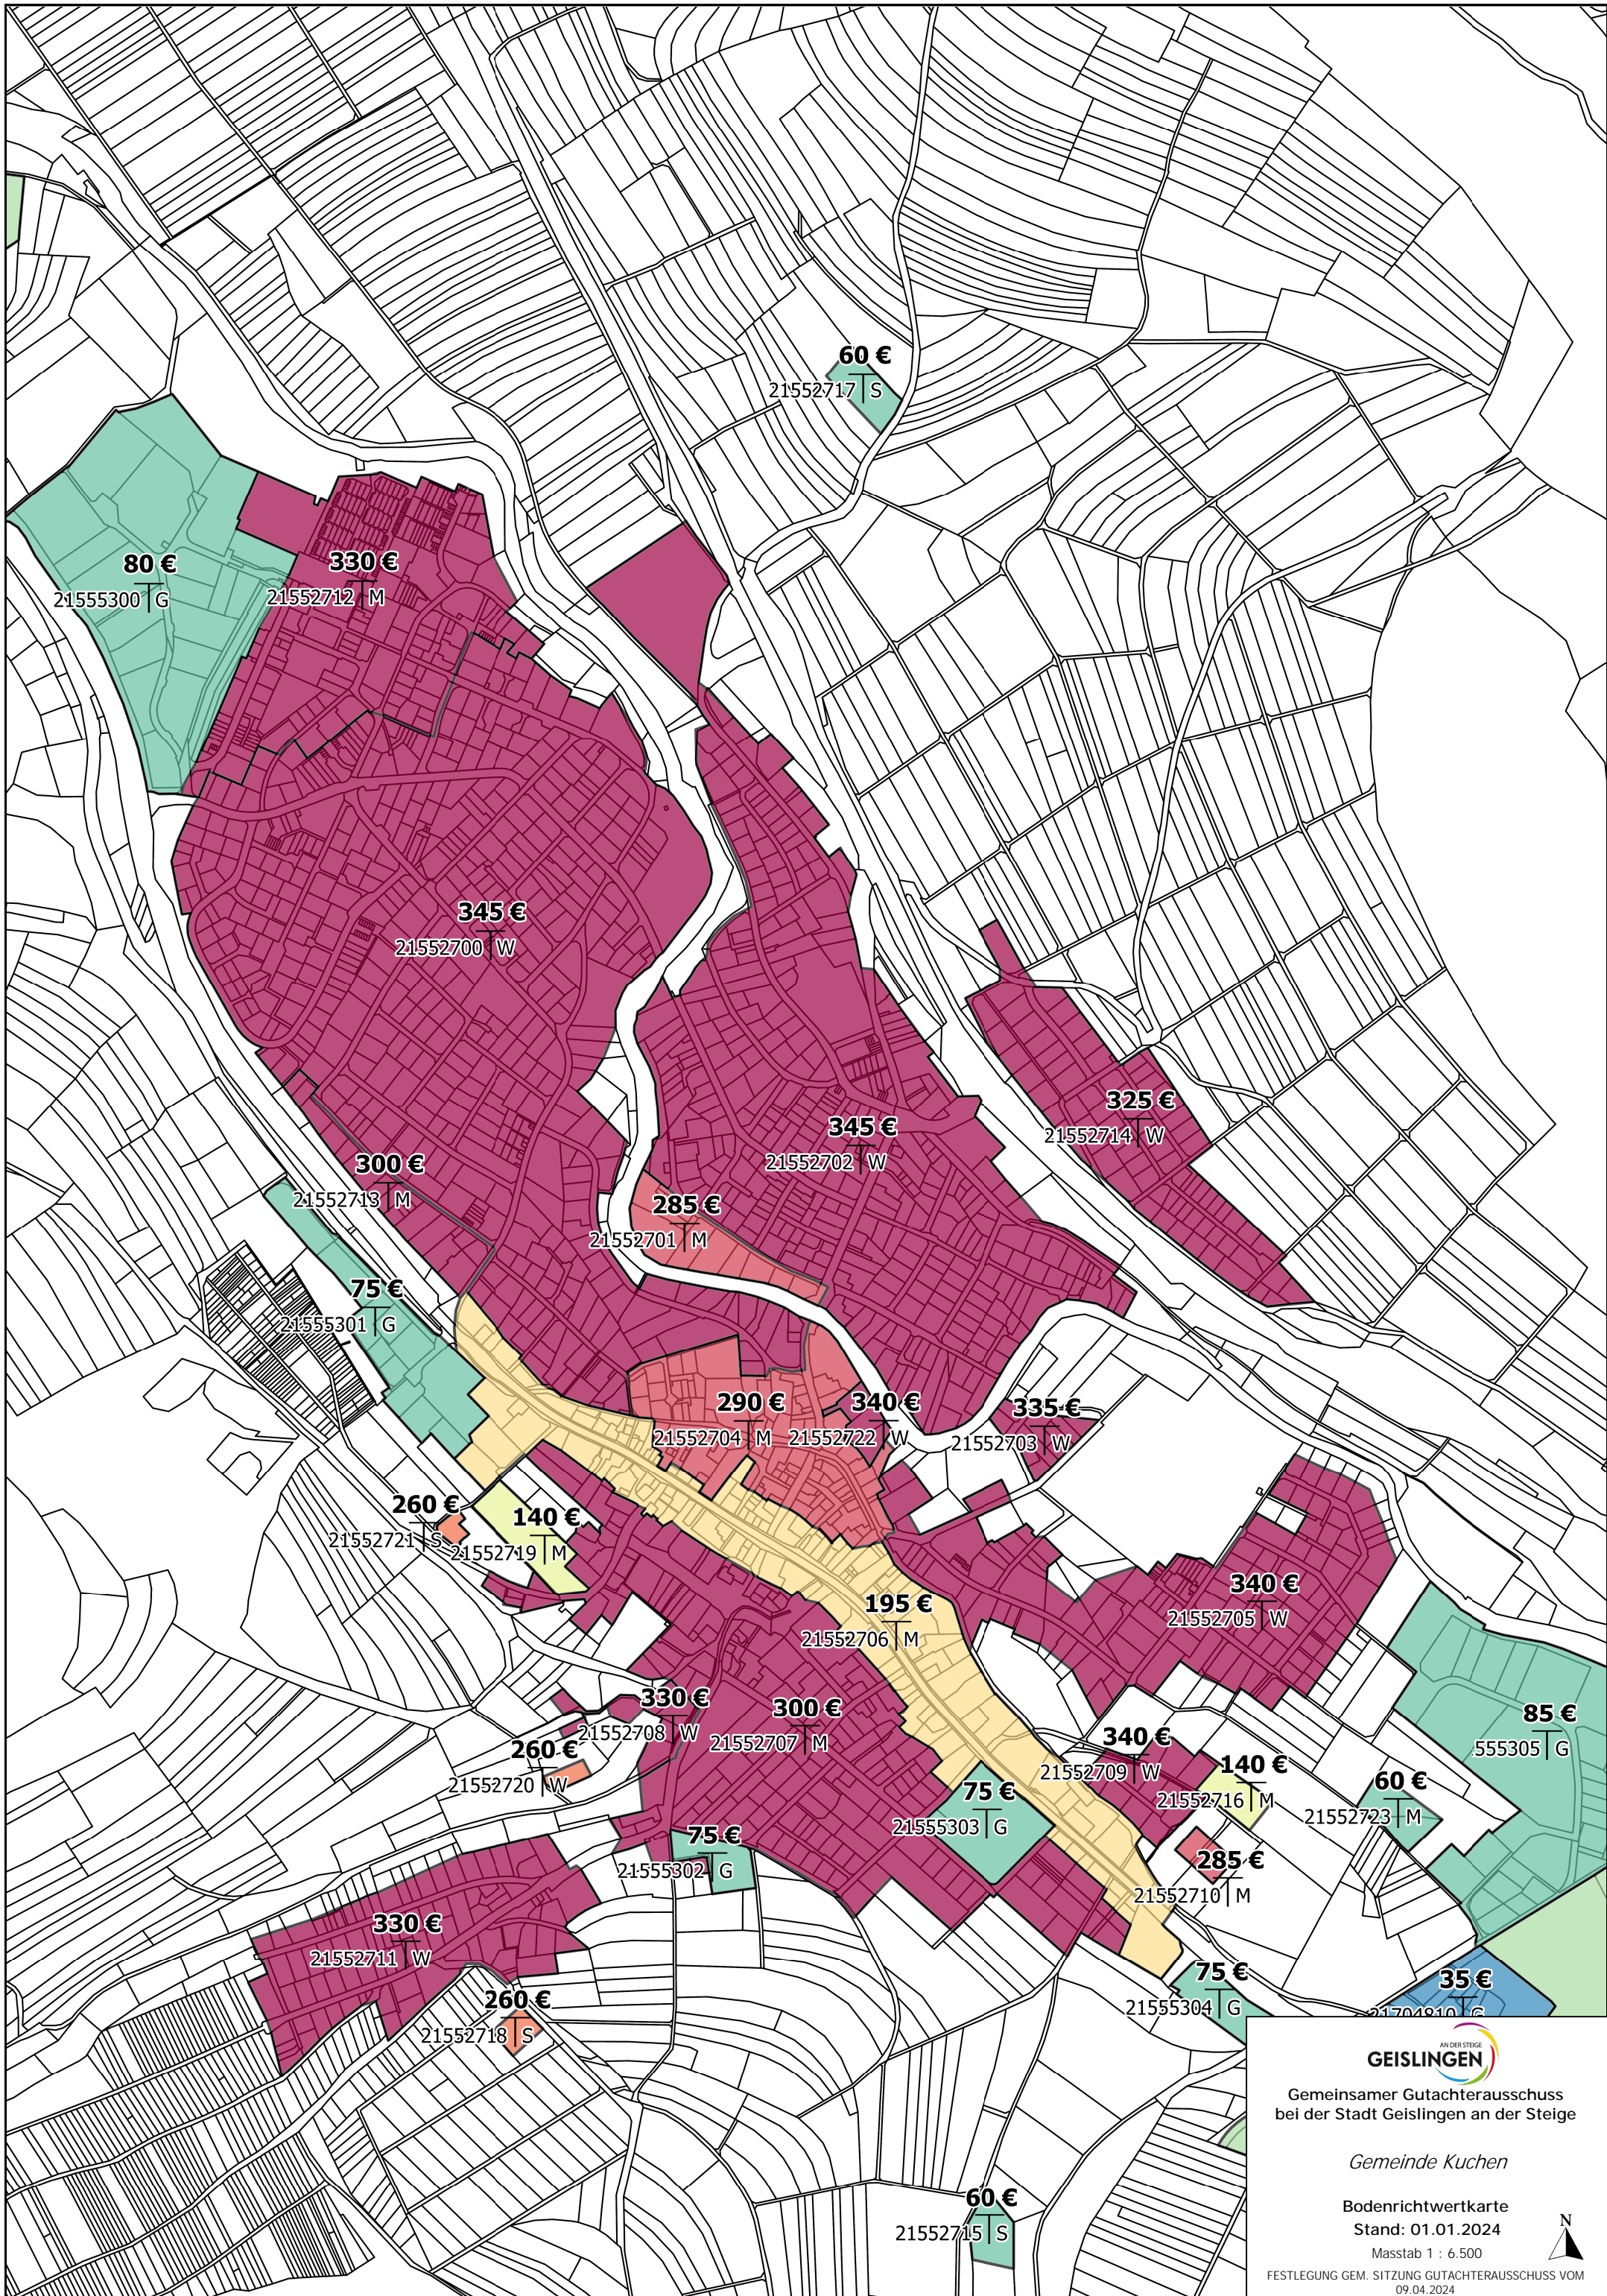 60 €
21552717 S
80 €
21555300 G
330 €
21552712 M
345 €
21552700 W
325 €
21552714 W
345 €
21552702 W
300 €
21552713 M
285 €
21552701 M
75 €
21555301 G
290 €
21552704 M
340 €
21552722 W
335 €
21552703 W
260 €
21552721 S
140 €
21552719 M
340 €
21552705 W
195 €
21552706 M
330 €
21552708 W
300 €
21552707 M
85 €
555305 G
260 €
21552720 W
340 €
21552709 W
140 €
21552716 M
60 €
21552723 M
75 €
21555303 G
75 €
21555302 G
285 €
21552710 M
330 €
21552711 W
75 €
21555304 G
35 €
21704810 G
260 €
21552718 S
60 €
21552715 S
AN DER STEIGE
GEISLINGEN
Gemeinsamer Gutachterausschuss
bei der Stadt Geislingen an der Steige
Gemeinde Kuchen
Bodenrichtwertkarte
Stand: 01.01.2024
Masstab 1 : 6.500
N
FESTLEGUNG GEM. SITZUNG GUTACHTERAUSSCHUSS VOM
09.04.2024